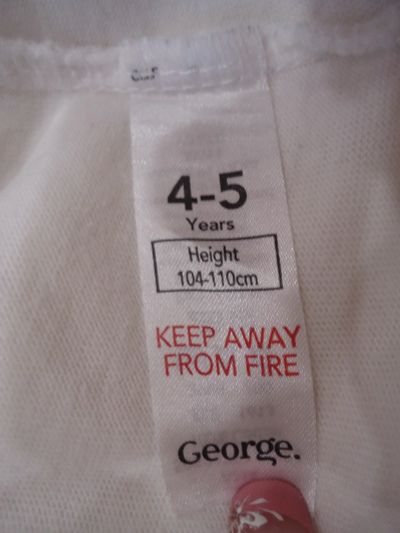 4-5
Years
Height
104-110cm
KEEP AWAY
FROM FIRE
George.